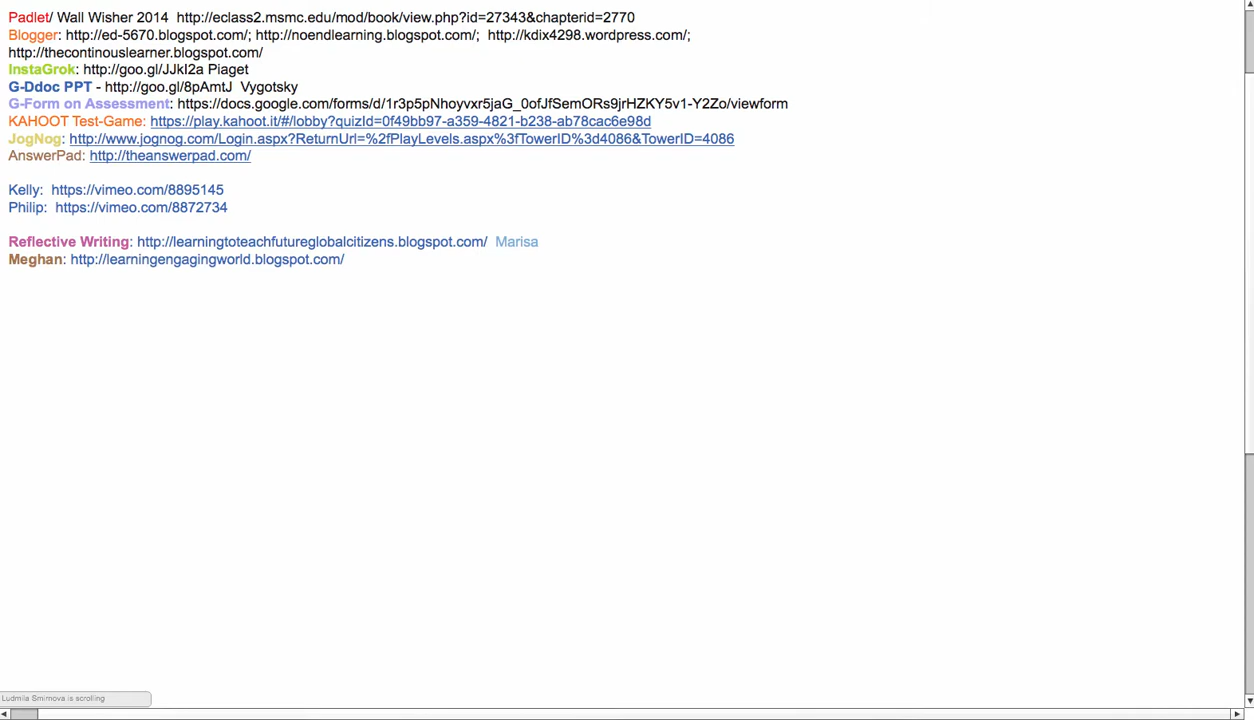 Padlet/ Wall Wisher 2014  http://eclass2.msmc.edu/mod/book/view.php?id=27343&chapterid=2770
Blogger: http://ed-5670.blogspot.com/; http://noendlearning.blogspot.com/;  http://kdix4298.wordpress.com/;
http://thecontinouslearner.blogspot.com/
InstaGrok: http://goo.gl/JJkI2a Piaget
G-Ddoc PPT - http://goo.gl/8pAmtJ  Vygotsky
G-Form on Assessment: https://docs.google.com/forms/d/1r3p5pNhoyvxr5jaG_0ofJfSemORs9jrHZKY5v1-Y2Zo/viewform
KAHOOT Test-Game: https://play.kahoot.it/#/lobby?quizId=0f49bb97-a359-4821-b238-ab78cac6e98d
JogNog: http://www.jognog.com/Login.aspx?ReturnUrl=%2fPlayLevels.aspx%3fTowerID%3d4086&TowerID=4086
AnswerPad: http://theanswerpad.com/
Kelly:  https://vimeo.com/8895145
Philip:  https://vimeo.com/8872734
Reflective Writing: http://learningtoteachfutureglobalcitizens.blogspot.com/  Marisa
Meghan: http://learningengagingworld.blogspot.com/
Ludmila Smirnova is scrolling